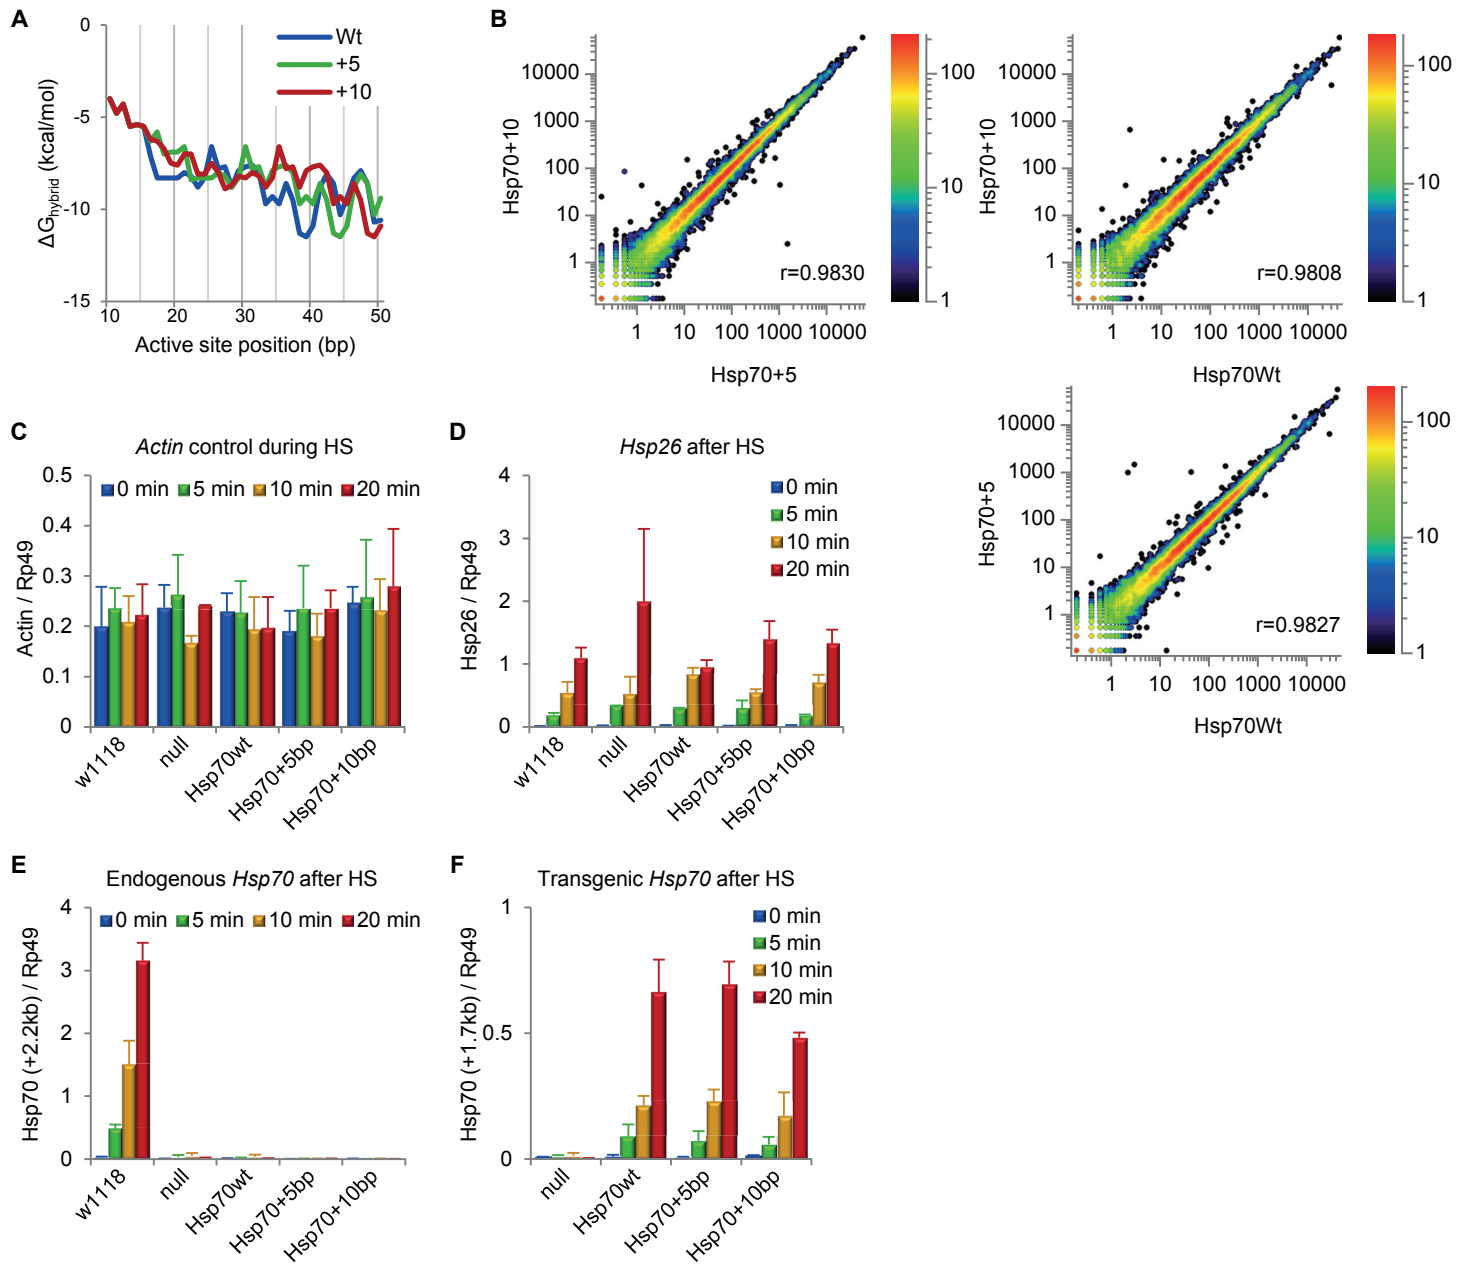 A
0
-5
-10
-15
ΔGhybrid (kcal/mol)
Wt
+5
+10
10 20 30 40 50
Active site position (bp)
B
Hsp70+10
10000
1000
100
10
1
r=0.9830
1 10 100 1000 10000
Hsp70+5
100
10
1
Hsp70+10
10000
1000
100
10
1
r=0.9808
1 10 100 1000 10000
Hsp70Wt
100
10
1
Hsp70+5
10000
1000
100
10
1
r=0.9827
1 10 100 1000 10000
Hsp70Wt
100
10
1
C
Actin control during HS
0 min 5 min 10 min 20 min
Actin / Rp49
0.5
0.4
0.3
0.2
0.1
0
w1118
null
Hsp70wt
Hsp70+5bp
Hsp70+10bp
D
Hsp26 after HS
0 min
5 min
10 min
20 min
Hsp26 / Rp49
4
3
2
1
0
w1118
null
Hsp70wt
Hsp70+5bp
Hsp70+10bp
E
Endogenous Hsp70 after HS
0 min 5 min 10 min 20 min
Hsp70 (+2.2kb) / Rp49
4
3
2
1
0
w1118
null
Hsp70wt
Hsp70+5bp
Hsp70+10bp
F
Transgenic Hsp70 after HS
0 min
5 min
10 min
20 min
Hsp70 (+1.7kb) / Rp49
1
0.5
0
null
Hsp70wt
Hsp70+5bp
Hsp70+10bp